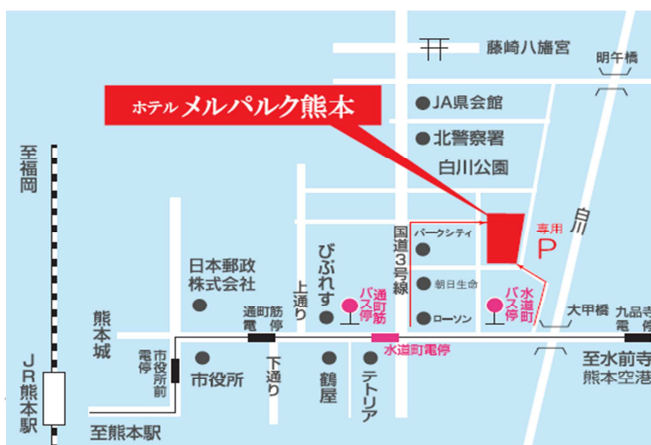 藤崎八旛宮
明午橋
ホテル メルパルク熊本
JA県会館
北警察署
白川公園
至福岡
白川
専用
P
国道3号線
パークシティ
朝日生命
ローソン
日本郵政
株式会社
上通り
びぷれす
通町筋
バス停
水道町
バス停
通町筋
電停
大甲橋
九品寺
電停
熊本城
市役所前
電停
市役所
下通り
鶴屋
テトリア
水道町電停
至水前寺
熊本空港
JR熊本駅
至熊本駅